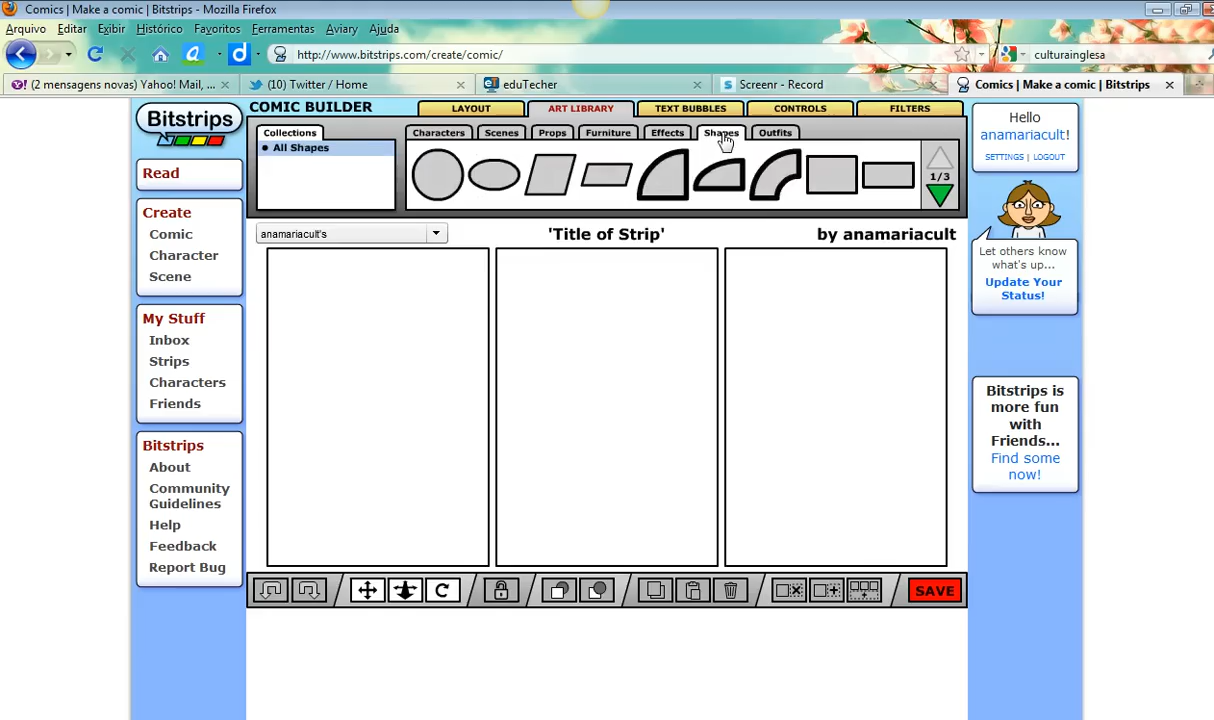 Comics | Make a comic | Bitstrips - Mozilla Firefox
Arquivo Editar Exibir Histórico Favoritos Ferramentas Aviary Ajuda
http://www.bitstrips.com/create/comic/
culturainglesa
(2 mensagens novas) Yahoo! Mail, ...
(10) Twitter / Home
eduTecher
Screenr - Record
Comics | Make a comic | Bitstrips
Bitstrips
Read
Create
Comic
Character
Scene
My Stuff
Inbox
Strips
Characters
Friends
Bitstrips
About
Community
Guidelines
Help
Feedback
Report Bug
COMIC BUILDER
LAYOUT
ART LIBRARY
TEXT BUBBLES
CONTROLS
FILTERS
Collections
All Shapes
Characters
Scenes
Props
Furniture
Effects
Shapes
Outfits
1/3
anamariacult's
'Title of Strip'
by anamariacult
SAVE
Hello
anamariacult!
SETTINGS | LOGOUT
Let others know
what's up...
Update Your
Status!
Bitstrips is
more fun
with
Friends...
Find some
now!